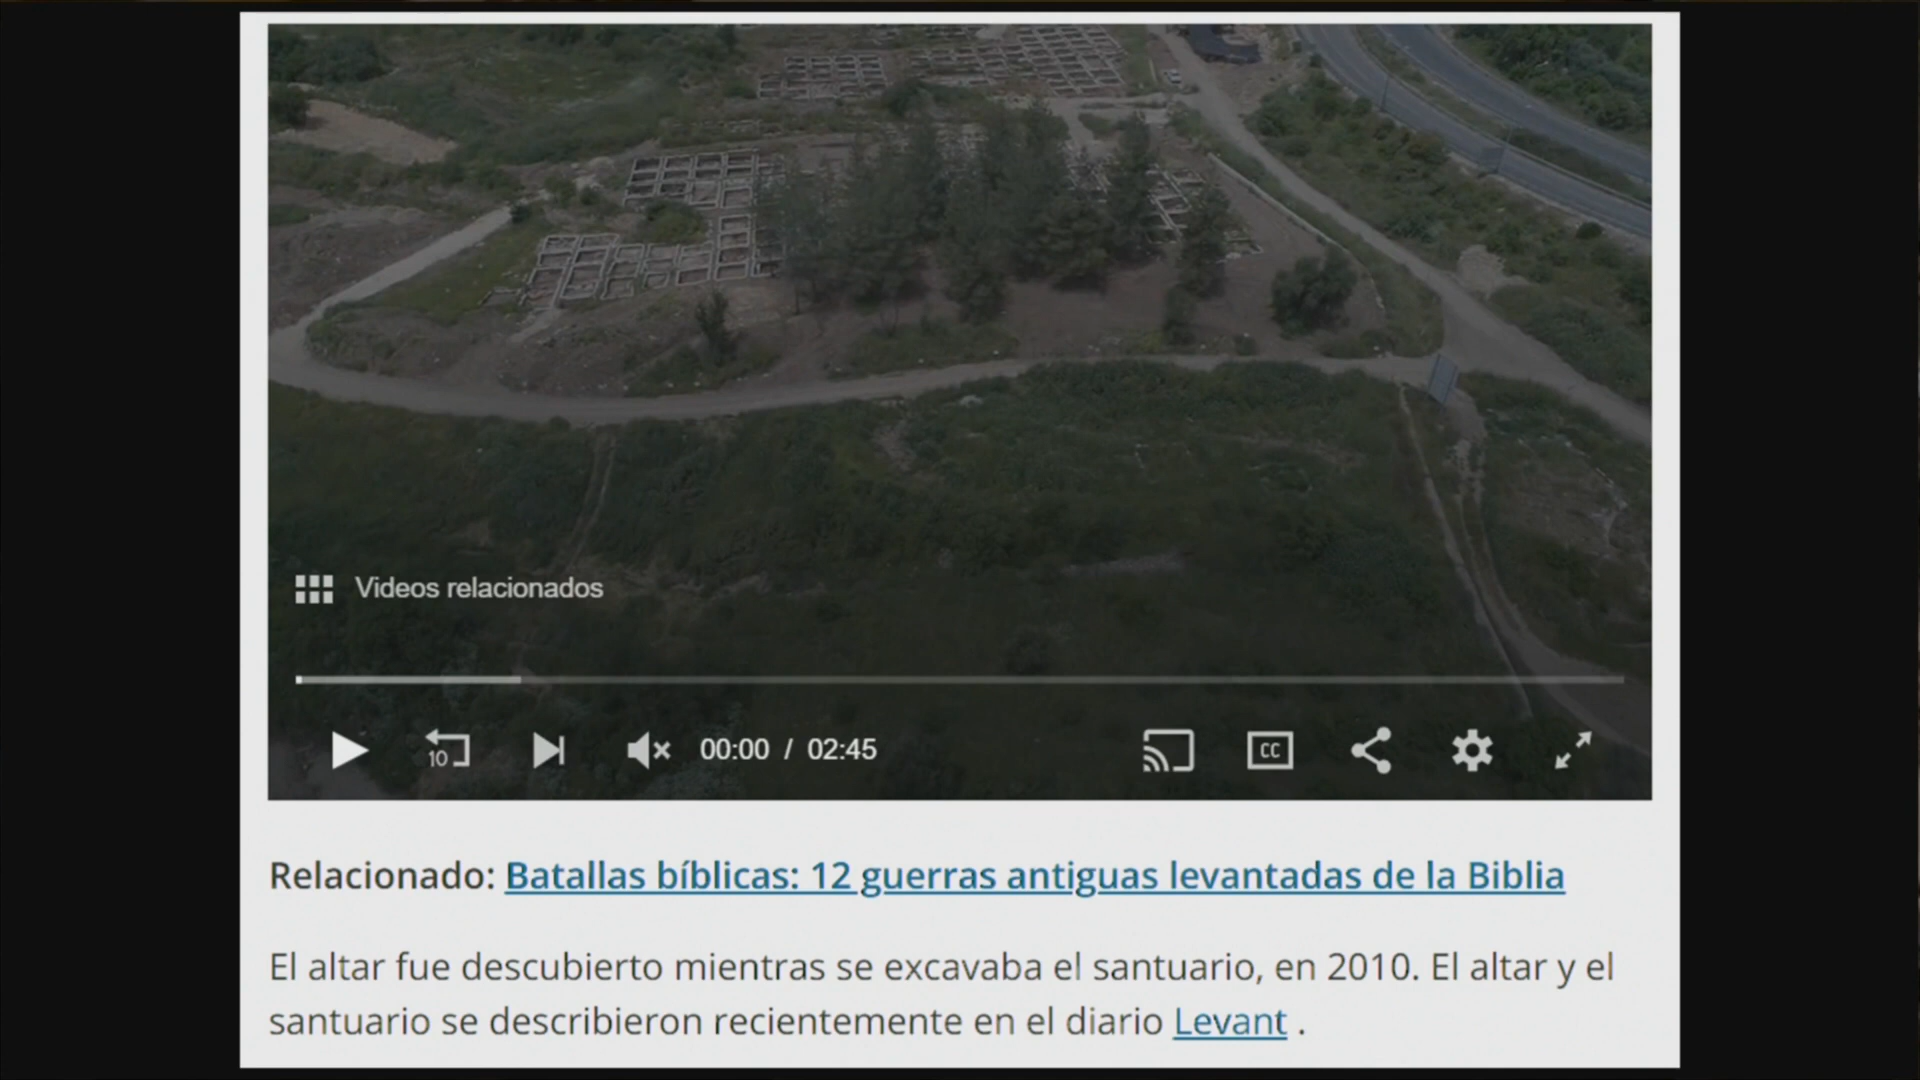 Videos relacionados
10
00:00 / 02:45
CC
Relacionado: Batallas bíblicas: 12 guerras antiguas levantadas de la Biblia
El altar fue descubierto mientras se excavaba el santuario, en 2010. El altar y el
santuario se describieron recientemente en el diario Levant .